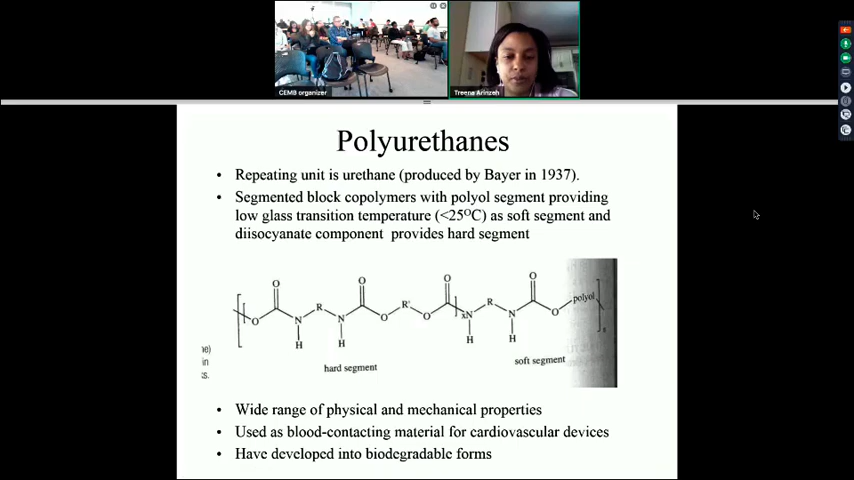 CEMB organizer
Treena Arinzeh
Polyurethanes
• Repeating unit is urethane (produced by Bayer in 1937).
• Segmented block copolymers with polyol segment providing
low glass transition temperature (<25ºC) as soft segment and
diisocyanate component provides hard segment
O O O O
O N R N O R' O xN R N O polyol
H H H H
ne)
in
s.
hard segment
soft segment
• Wide range of physical and mechanical properties
• Used as blood-contacting material for cardiovascular devices
• Have developed into biodegradable forms